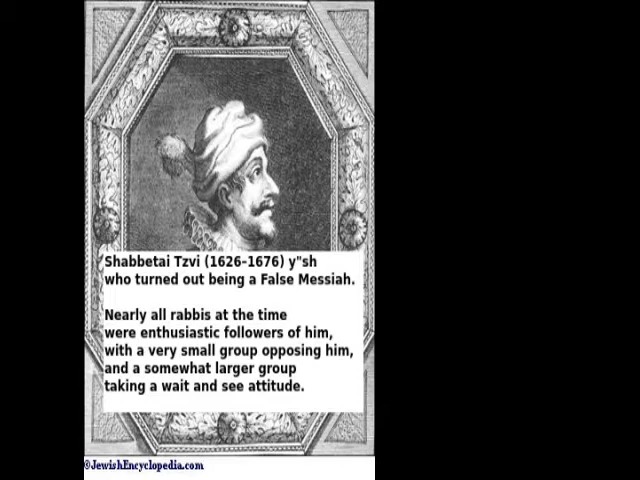 Shabbetai Tzvi (1626-1676) y"sh
who turned out being a False Messiah.
Nearly all rabbis at the time
were enthusiastic followers of him,
with a very small group opposing him,
and a somewhat larger group
taking a wait and see attitude.
©JewishEncyclopedia.com